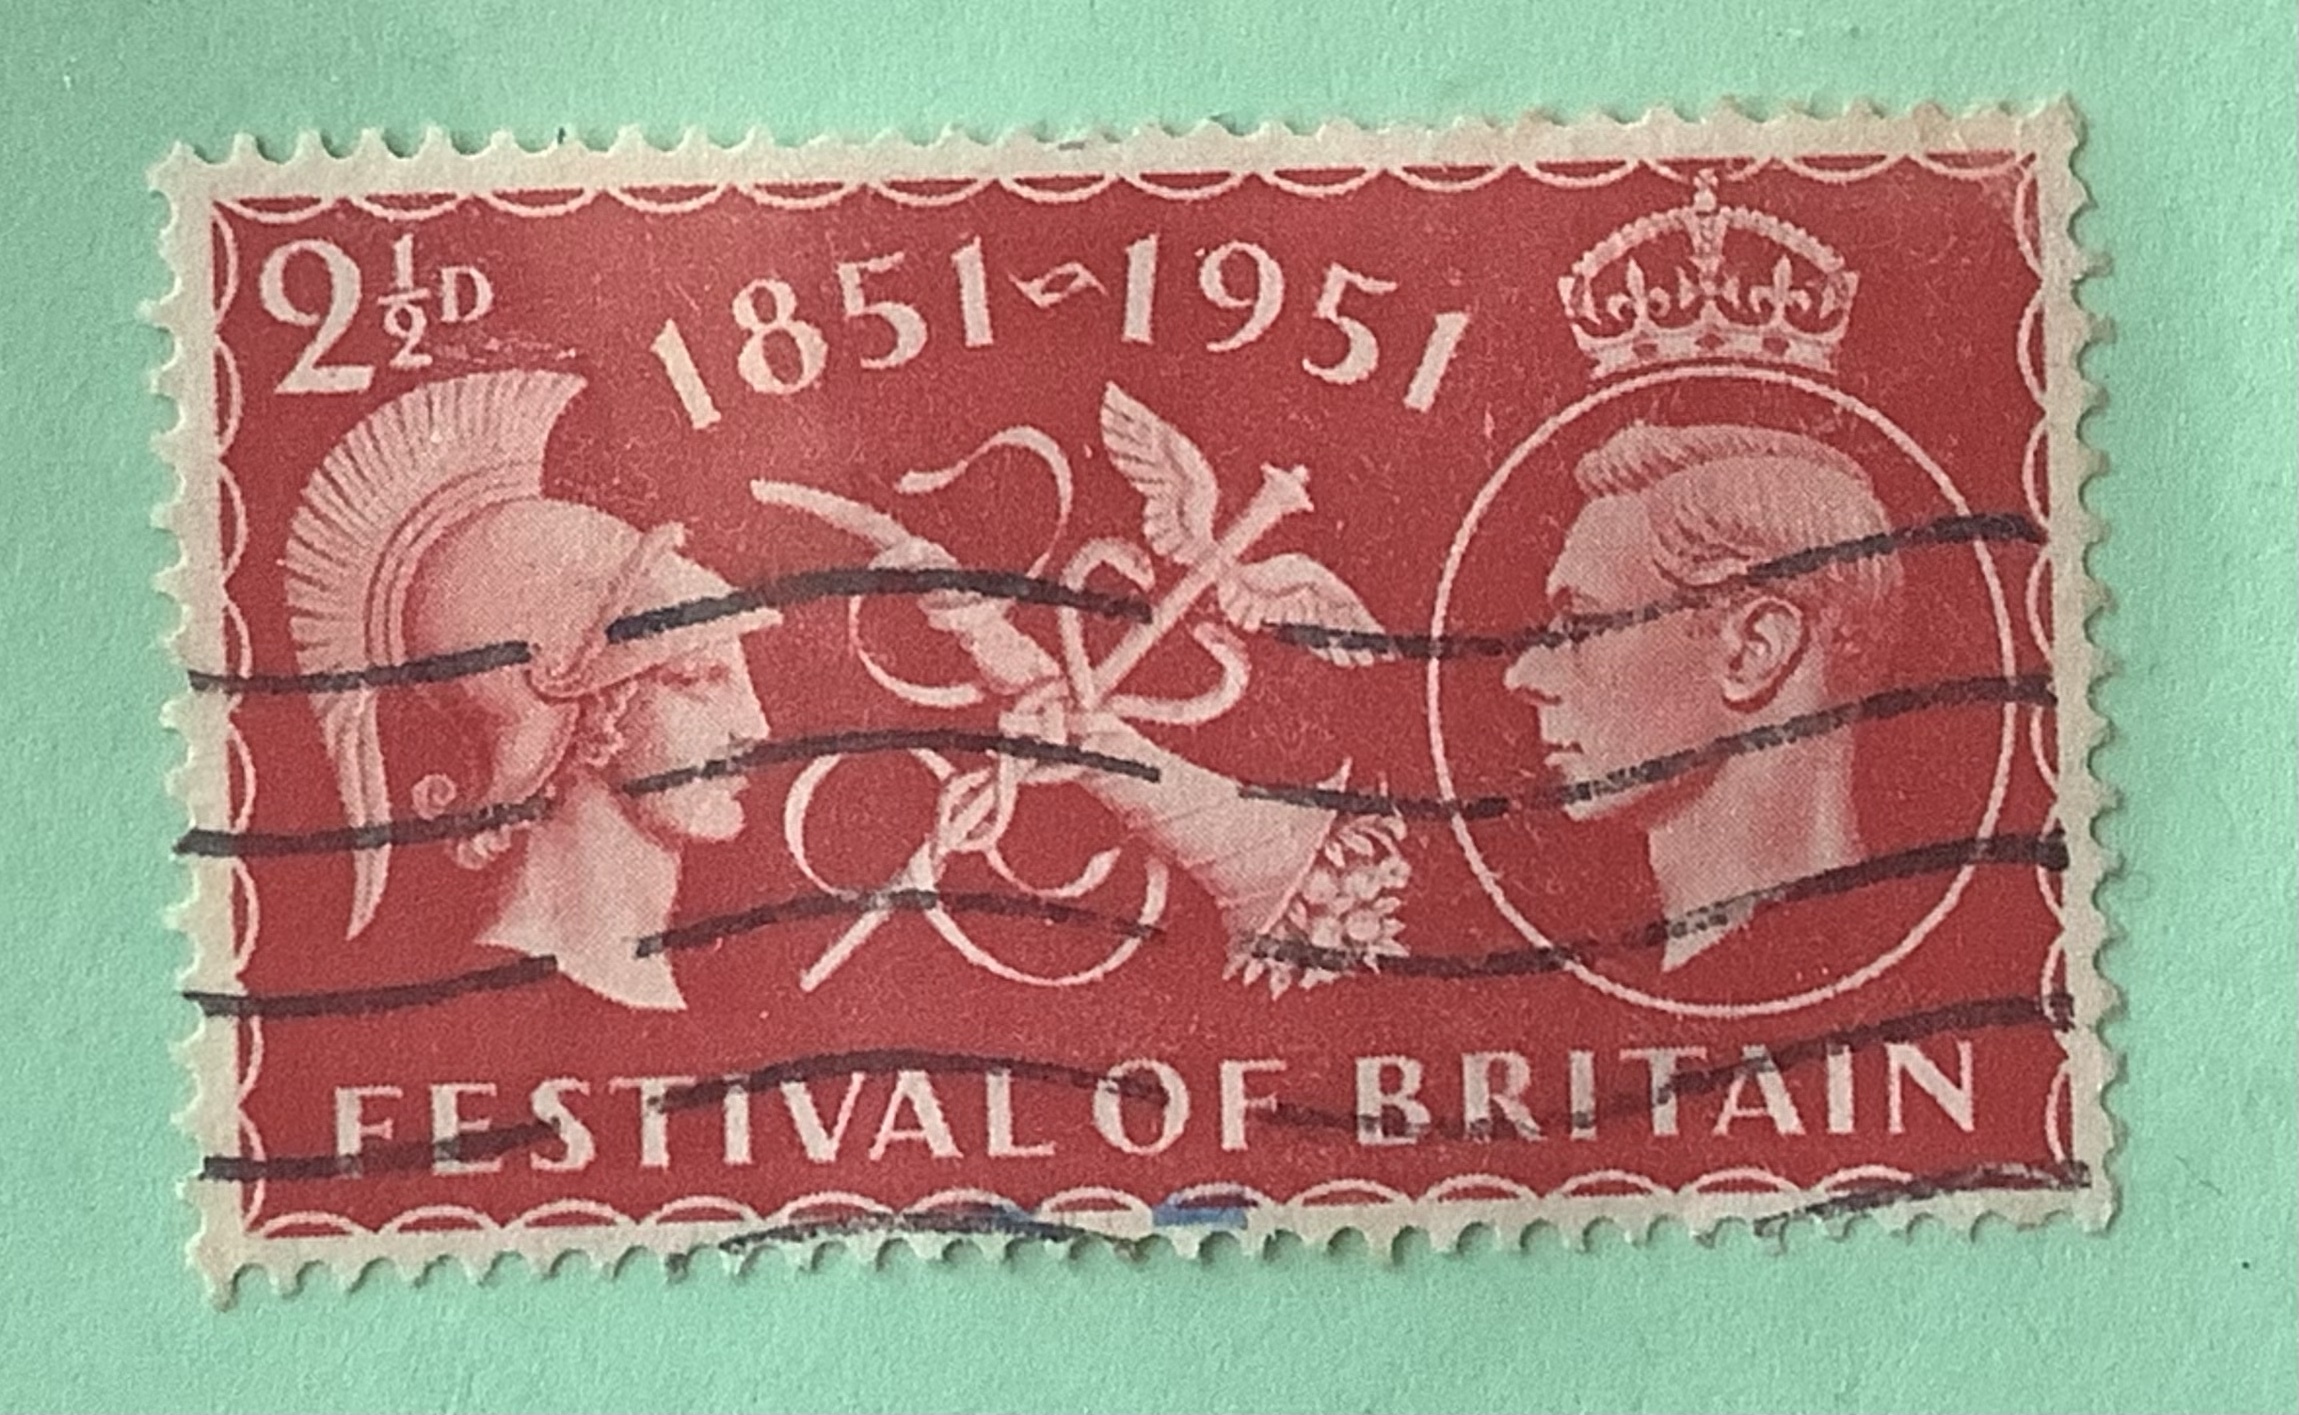 2½D
1851-1951
FESTIVAL OF BRITAIN